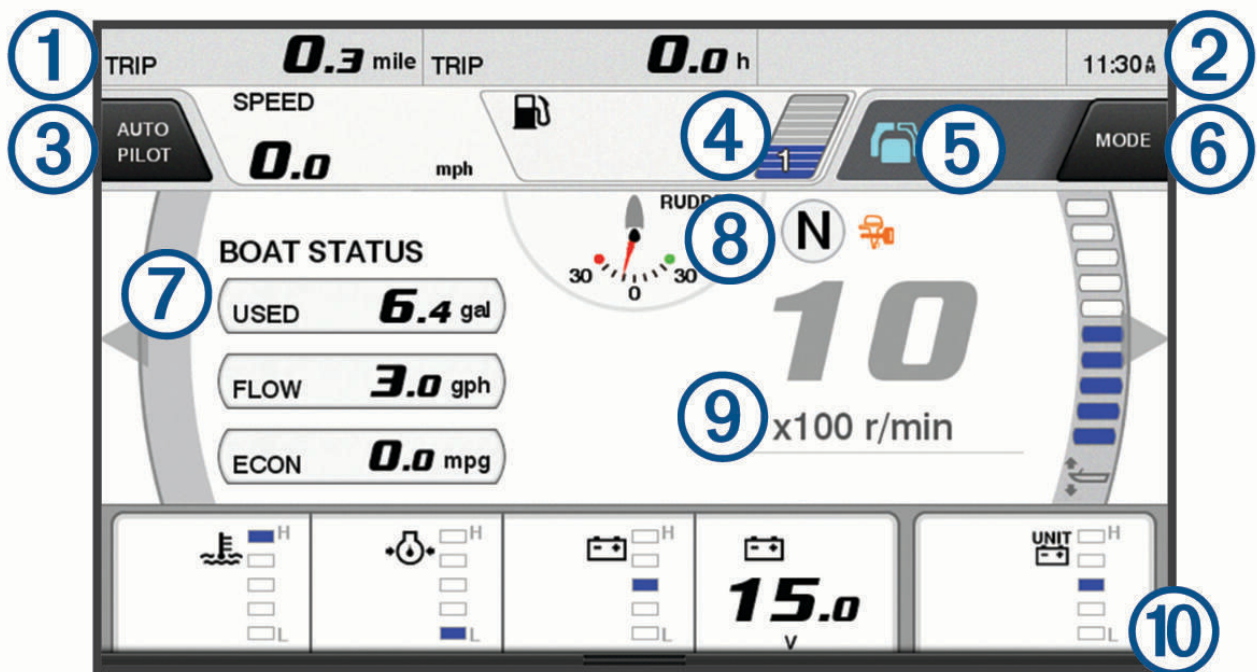 1
TRIP 0.3 mile TRIP 0.0 h 11:30 AM
2
3
AUTO PILOT
SPEED
0.0 mph
4
1
5
MODE
6
7
BOAT STATUS
USED 6.4 gal
FLOW 3.0 gph
ECON 0.0 mpg
8
30 0 30
N
10
9
x100 r/min
H
L
H
L
H
L
15.0
V
UNIT
H
L
10